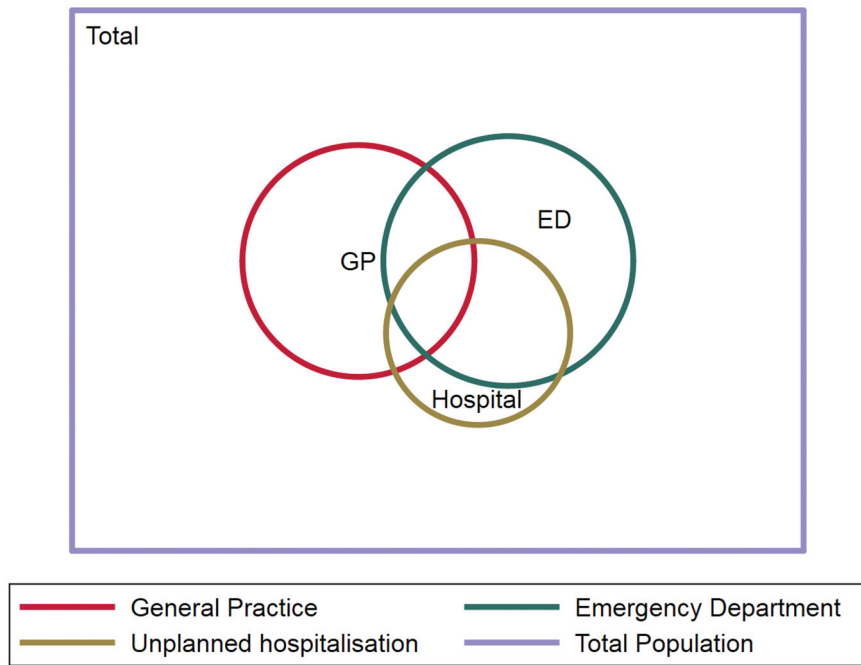 Total
ED
GP
Hospital
General Practice
Emergency Department
Unplanned hospitalisation
Total Population